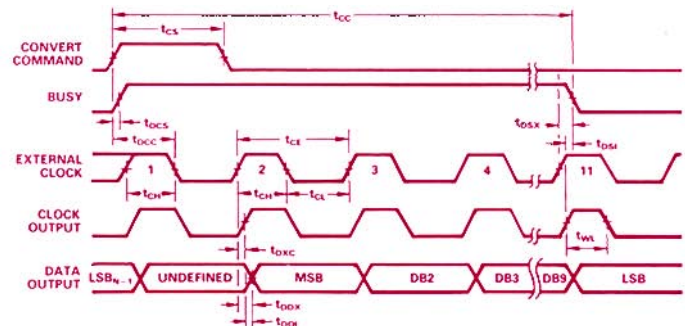 tCC
tCS
CONVERT
COMMAND
BUSY
tDCS
tDCC
tCE
tDSX
tDSI
EXTERNAL
CLOCK
1 2 3 4 11
tCH tCH tCL
CLOCK
OUTPUT
tWL
tDXC
DATA
OUTPUT
LSBN-1 UNDEFINED MSB DB2 DB3 DB9 LSB
tDDX
tDDI